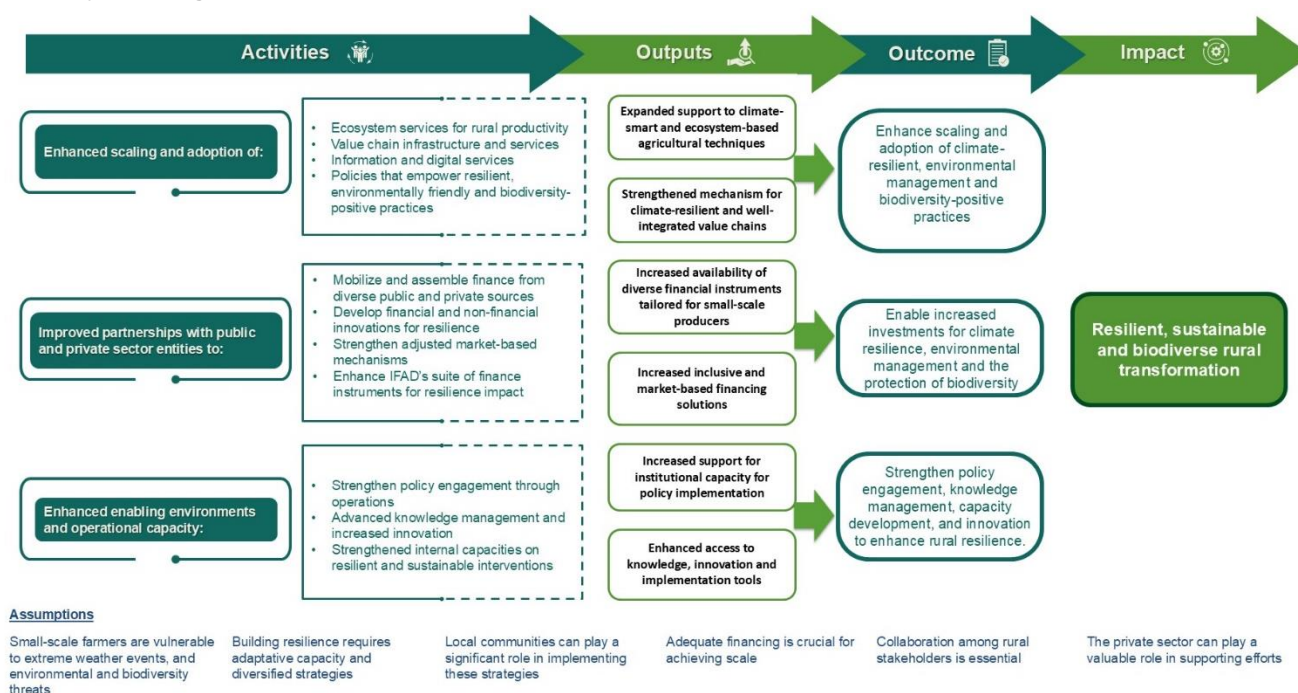 Activities
Outputs
Outcome
Impact
Enhanced scaling and adoption of:
• Ecosystem services for rural productivity
• Value chain infrastructure and services
• Information and digital services
• Policies that empower resilient,
environmentally friendly and biodiversity-
positive practices
Expanded support to climate-
smart and ecosystem-based
agricultural techniques
Strengthened mechanism for
climate-resilient and well-
integrated value chains
Enhance scaling and
adoption of climate-
resilient, environmental
management and
biodiversity-positive
practices
Improved partnerships with public
and private sector entities to:
• Mobilize and assemble finance from
diverse public and private sources
• Develop financial and non-financial
innovations for resilience
• Strengthen adjusted market-based
mechanisms
• Enhance IFAD's suite of finance
instruments for resilience impact
Increased availability of
diverse financial instruments
tailored for small-scale
producers
Increased inclusive and
market-based financing
solutions
Enable increased
investments for climate
resilience, environmental
management and the
protection of biodiversity
Resilient, sustainable
and biodiverse rural
transformation
Enhanced enabling environments
and operational capacity:
• Strengthen policy engagement through
operations
• Advanced knowledge management and
increased innovation
• Strengthened internal capacities on
resilient and sustainable interventions
Increased support for
institutional capacity for
policy implementation
Enhanced access to
knowledge, innovation and
implementation tools
Strengthen policy
engagement, knowledge
management, capacity
development, and innovation
to enhance rural resilience.
Assumptions
Small-scale farmers are vulnerable
to extreme weather events, and
environmental and biodiversity
threats
Building resilience requires
adaptative capacity and
diversified strategies
Local communities can play a
significant role in implementing
these strategies
Adequate financing is crucial for
achieving scale
Collaboration among rural
stakeholders is essential
The private sector can play a
valuable role in supporting efforts